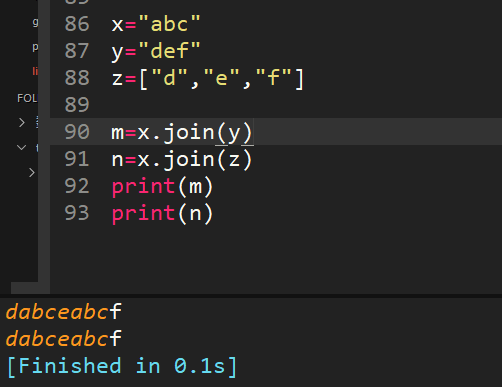 86 x="abc"
87 y="def"
88 z=["d","e","f"]
89
90 m=x.join(y)
91 n=x.join(z)
92 print(m)
93 print(n)
FOL
dabceabcf
dabceabcf
[Finished in 0.1s]